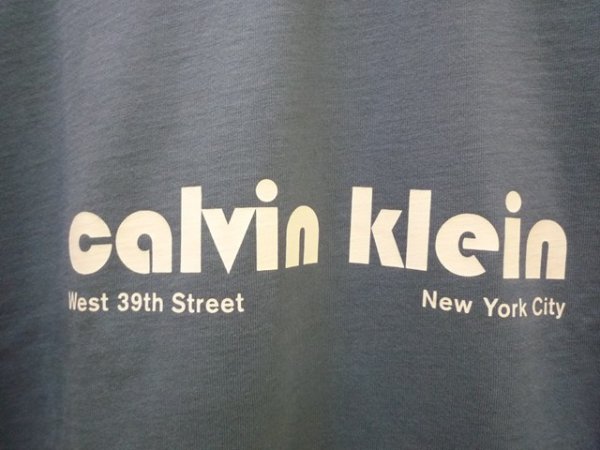 calvin klein
West 39th Street New York City